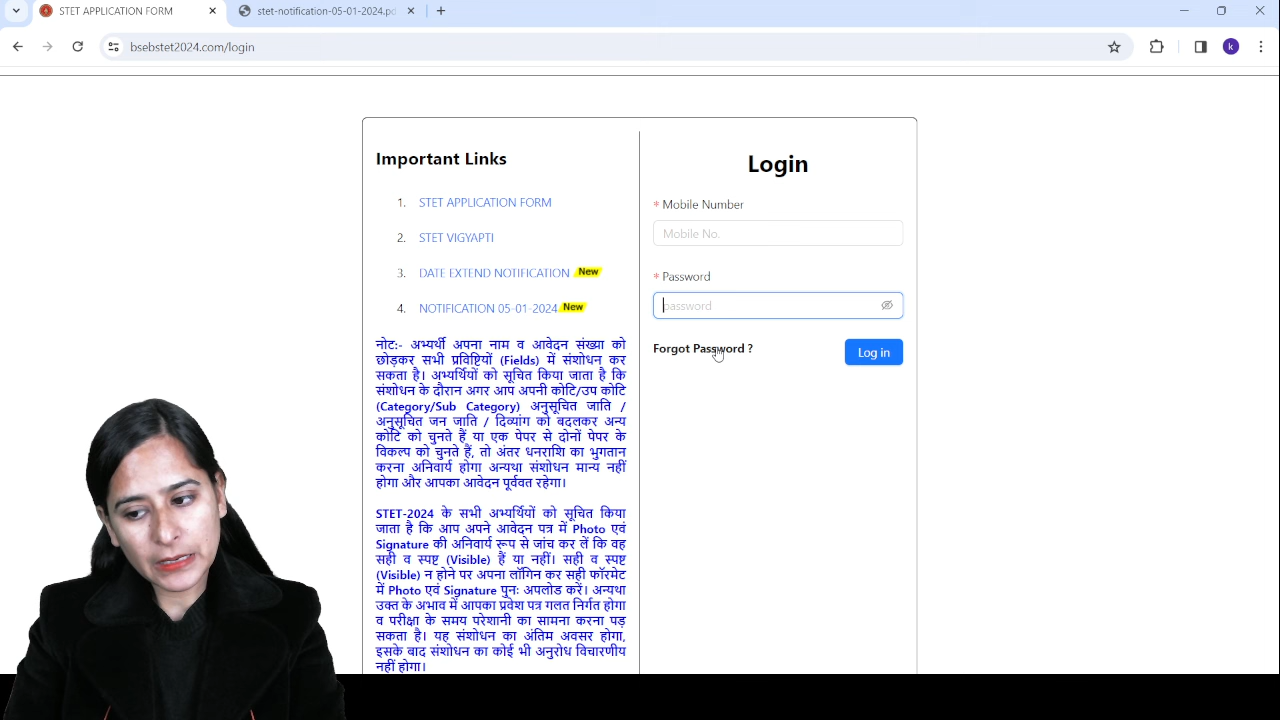 STET APPLICATION FORM
stet-notification-05-01-2024.pd
bsebstet2024.com/login
k
Important Links
1. STET APPLICATION FORM
2. STET VIGYAPTI
3. DATE EXTEND NOTIFICATION New
4. NOTIFICATION 05-01-2024 New
नोट:- अभ्यर्थी अपना नाम व आवेदन संख्या को
छोड़कर सभी प्रविष्टियों (Fields) में संशोधन कर
सकता है। अभ्यर्थियों को सूचित किया जाता है कि
संशोधन के दौरान अगर आप अपनी कोटि/उप कोटि
(Category/Sub Category) अनुसूचित जाति /
अनुसूचित जन जाति / दिव्यांग को बदलकर अन्य
कोटि को चुनते हैं या एक पेपर से दोनों पेपर के
विकल्प को चुनते हैं, तो अंतर धनराशि का भुगतान
करना अनिवार्य होगा अन्यथा संशोधन मान्य नहीं
होगा और आपका आवेदन पूर्ववत रहेगा।
STET-2024 के सभी अभ्यर्थियों को सूचित किया
जाता है कि आप अपने आवेदन पत्र में Photo एवं
Signature की अनिवार्य रूप से जांच कर लें कि वह
सही व स्पष्ट (Visible) हैं या नहीं। सही व स्पष्ट
(Visible) न होने पर अपना लॉगिन कर सही फॉरमेट
में Photo एवं Signature पुनः अपलोड करें। अन्यथा
उक्त के अभाव में आपका प्रवेश पत्र गलत निर्गत होगा
व परीक्षा के समय परेशानी का सामना करना पड़
सकता है। यह संशोधन का अंतिम अवसर होगा,
इसके बाद संशोधन का कोई भी अनुरोध विचारणीय
नहीं होगा।
Login
* Mobile Number
Mobile No.
* Password
password
Forgot Password ?
Log in